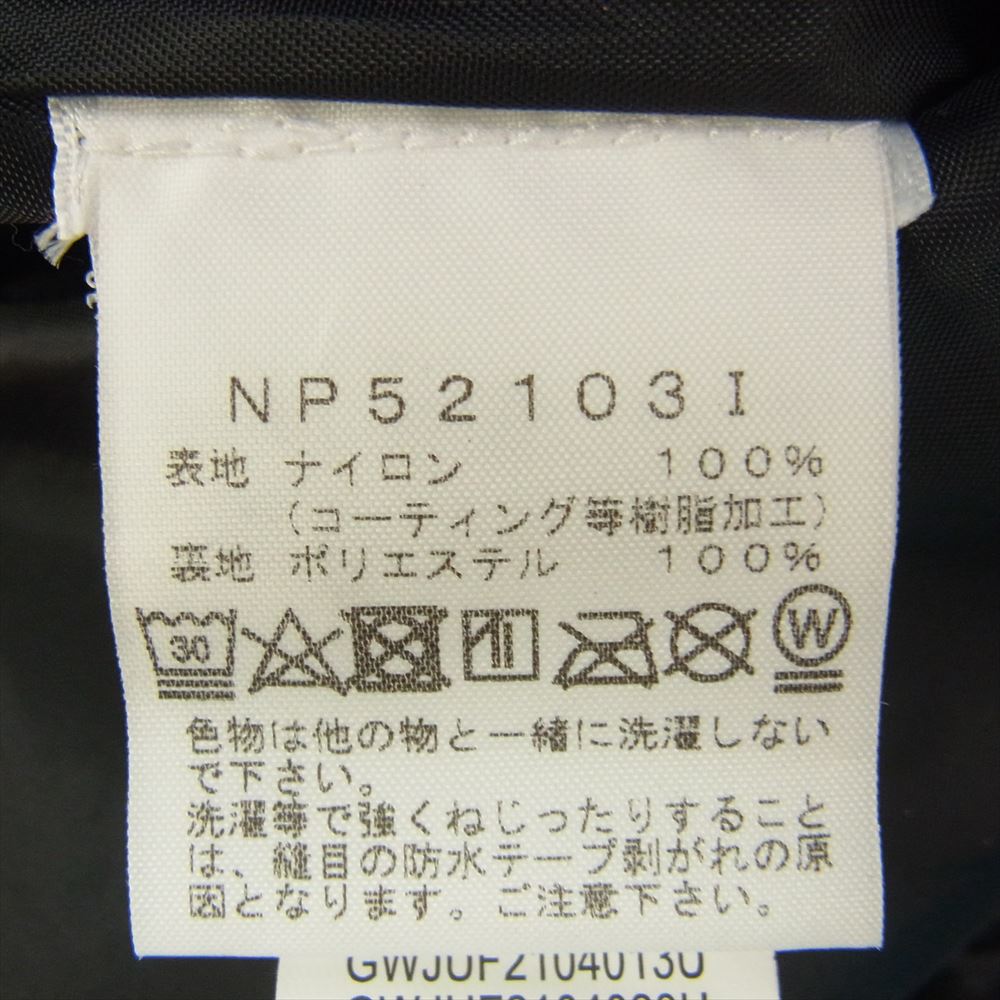 NP52103I
表地 ナイロン 100%
(コーティング等樹脂加工)
裏地 ポリエステル 100%
30 W
色物は他の物と一緒に洗濯しない
で下さい。
洗濯等で強くねじったりすること
は、縫目の防水テープ剥がれの原
因となります。ご注意下さい。
GWJUF21040130